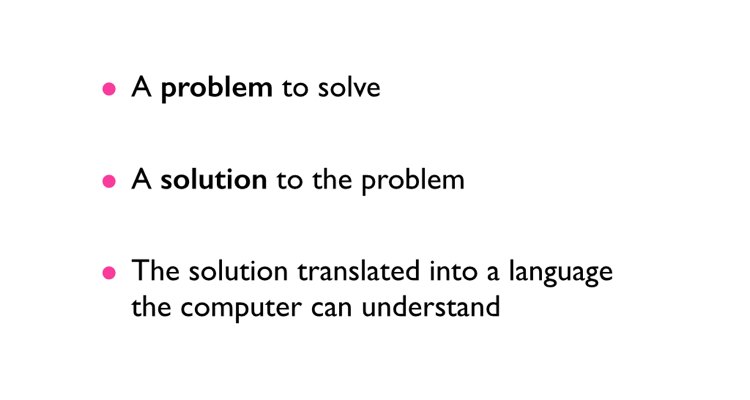 • A problem to solve
• A solution to the problem
• The solution translated into a language
the computer can understand